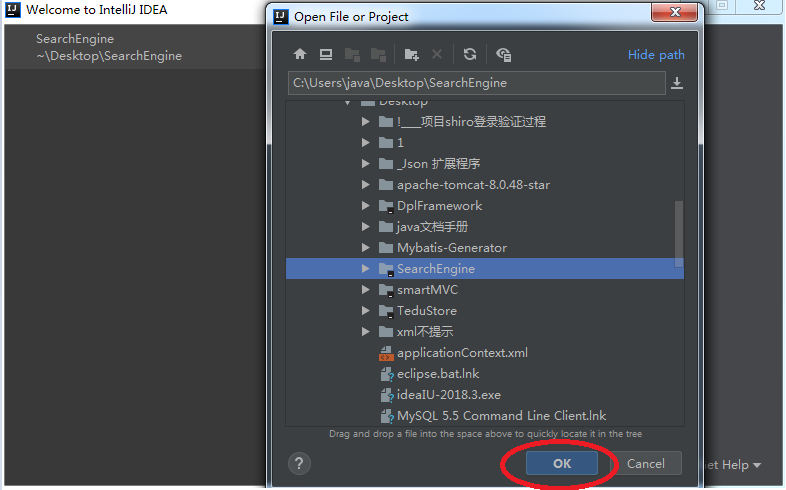 Welcome to IntelliJ IDEA
SearchEngine
~\Desktop\SearchEngine
Open File or Project
Hide path
C:\Users\java\Desktop\SearchEngine
Desktop
!___项目shiro登录验证过程
1
_Json 扩展程序
apache-tomcat-8.0.48-star
DplFramework
java文档手册
Mybatis-Generator
SearchEngine
smartMVC
TeduStore
xml不提示
applicationContext.xml
eclipse.bat.lnk
ideaIU-2018.3.exe
MySQL 5.5 Command Line Client.lnk
Drag and drop a file into the space above to quickly locate it in the tree
?
OK
Cancel
et Help